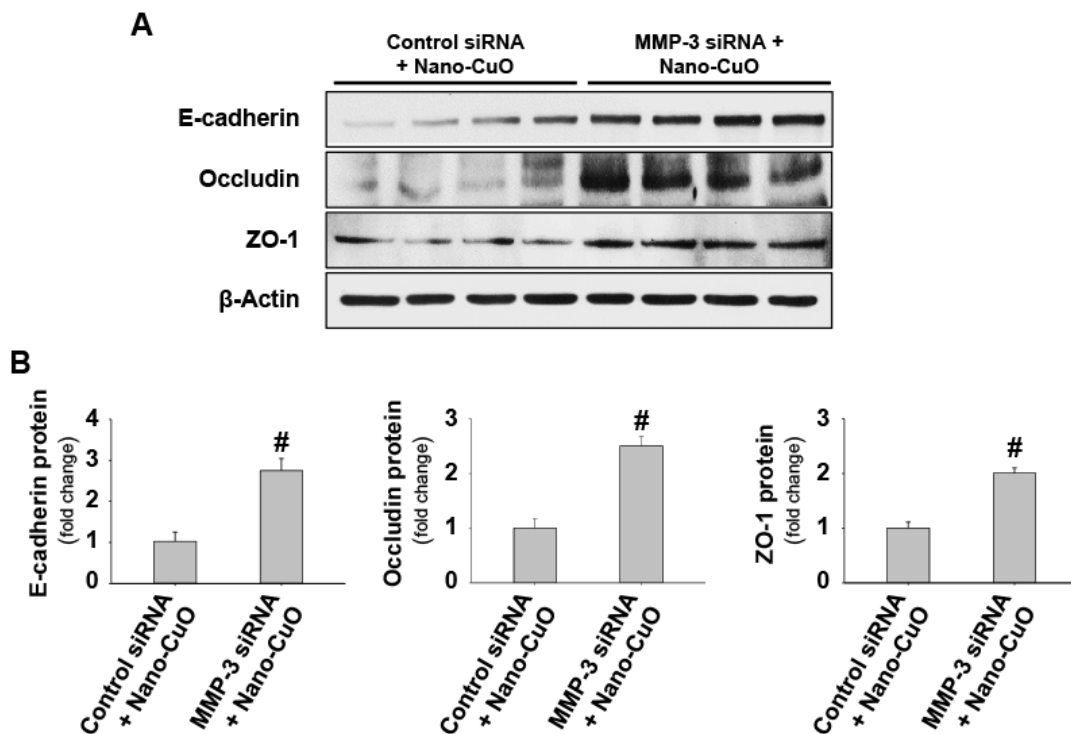 A
Control siRNA
+ Nano-CuO
MMP-3 siRNA +
Nano-CuO
E-cadherin
Occludin
ZO-1
β-Actin
B
E-cadherin protein
(fold change)
4
3
2
1
0
#
Control siRNA
+ Nano-CuO
MMP-3 siRNA
+ Nano-CuO
Occludin protein
(fold change)
3
2
1
0
#
Control siRNA
+ Nano-CuO
MMP-3 siRNA
+ Nano-CuO
ZO-1 protein
(fold change)
3
2
1
0
#
Control siRNA
+ Nano-CuO
MMP-3 siRNA
+ Nano-CuO